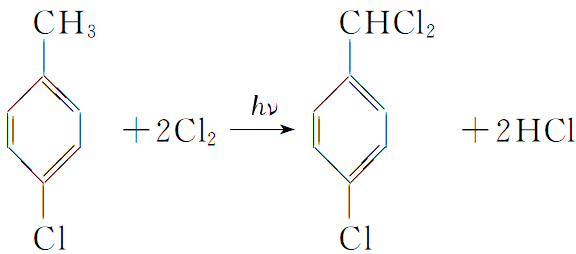 CH₃ CHCl₂
+2Cl₂ hν +2HCl
Cl Cl